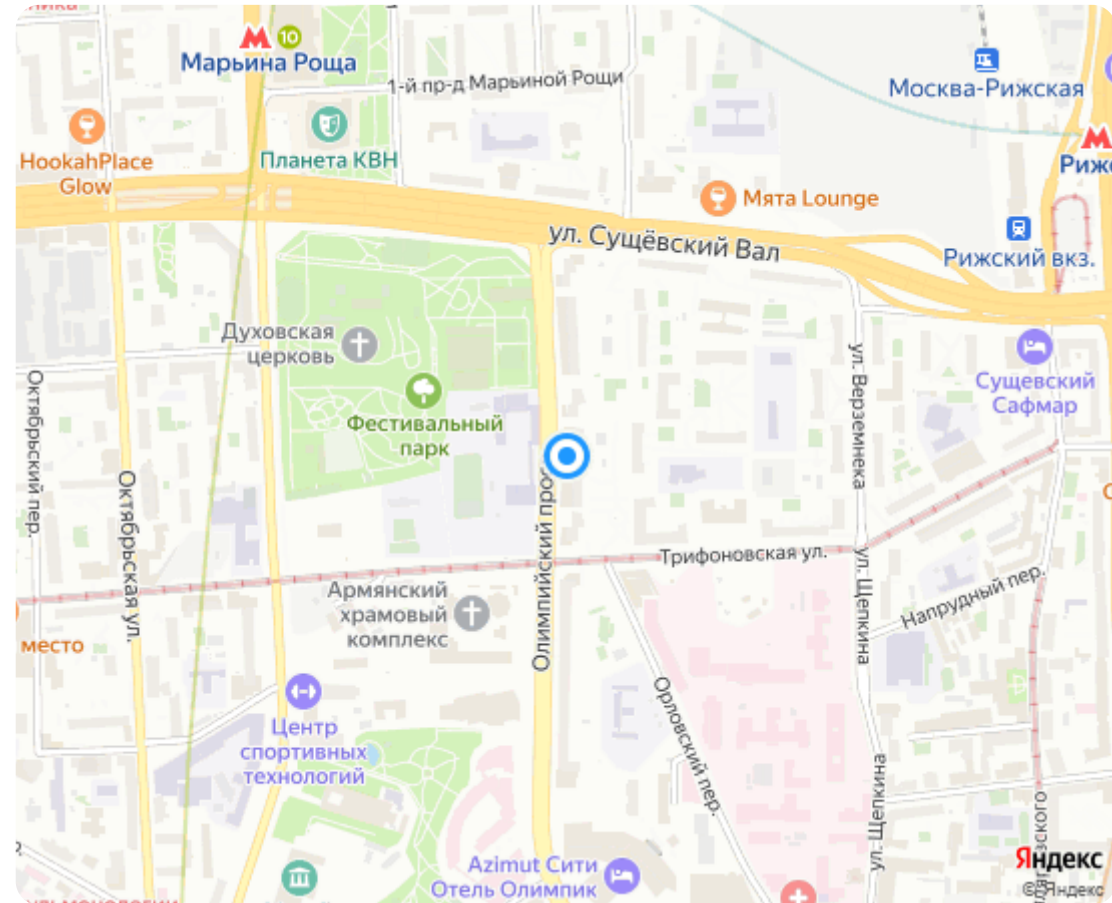 Марьина Роща
10
1-й пр-д Марьиной Рощи
Москва-Рижская
HookahPlace
Glow
Планета КВН
Мята Lounge
ул. Сущёвский Вал
Рижский вкз.
Духовская
церковь
Фестивальный
парк
ул. Верземнека
Сущевский
Сафмар
Октябрьский пер.
Октябрьская ул.
Олимпийский
Трифоновская ул.
Армянский
храмовый
комплекс
место
Олимпийский
ул. Щепкина
Напрудный пер.
Орловский пер.
Центр
спортивных
технологий
ул. Щепкина
Azimut Сити
Отель Олимпик
Яндекс
© Яндекс